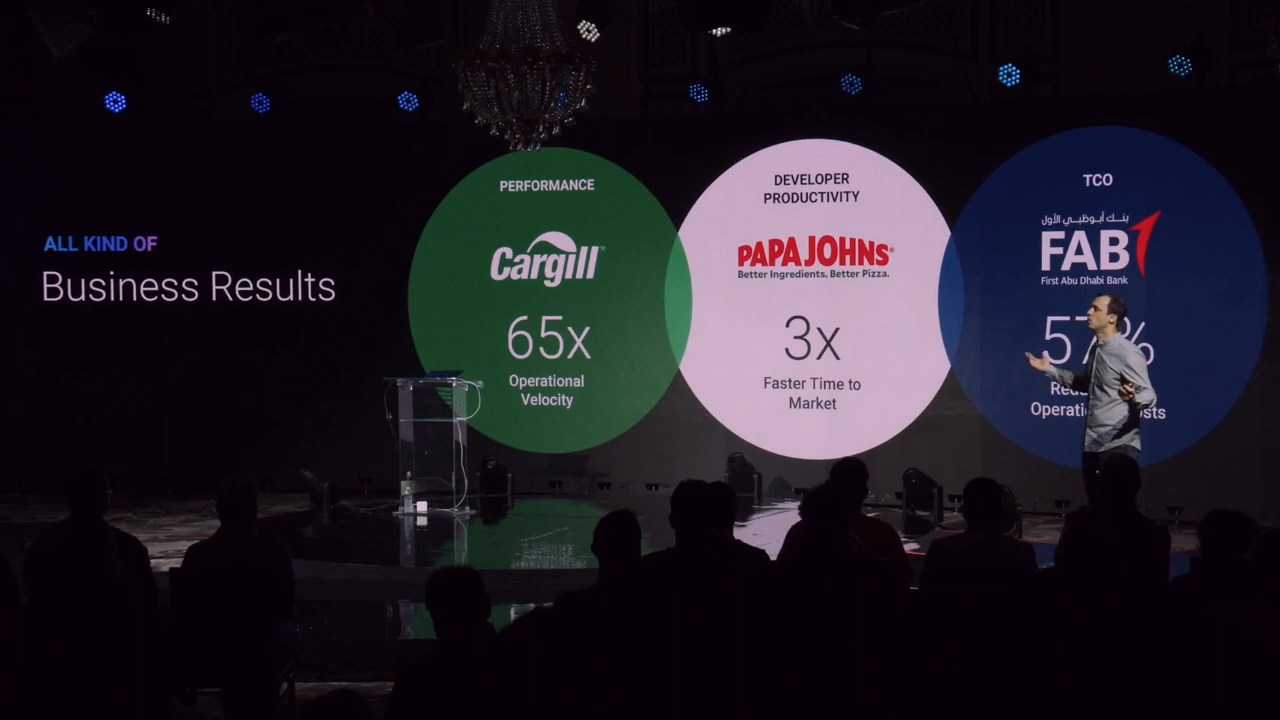 ALL KIND OF
Business Results
PERFORMANCE
Cargill
65x
Operational
Velocity
DEVELOPER
PRODUCTIVITY
PAPA JOHNS
Better Ingredients. Better Pizza.
3x
Faster Time to
Market
TCO
بنك أبوظبي الأول
FAB
First Abu Dhabi Bank